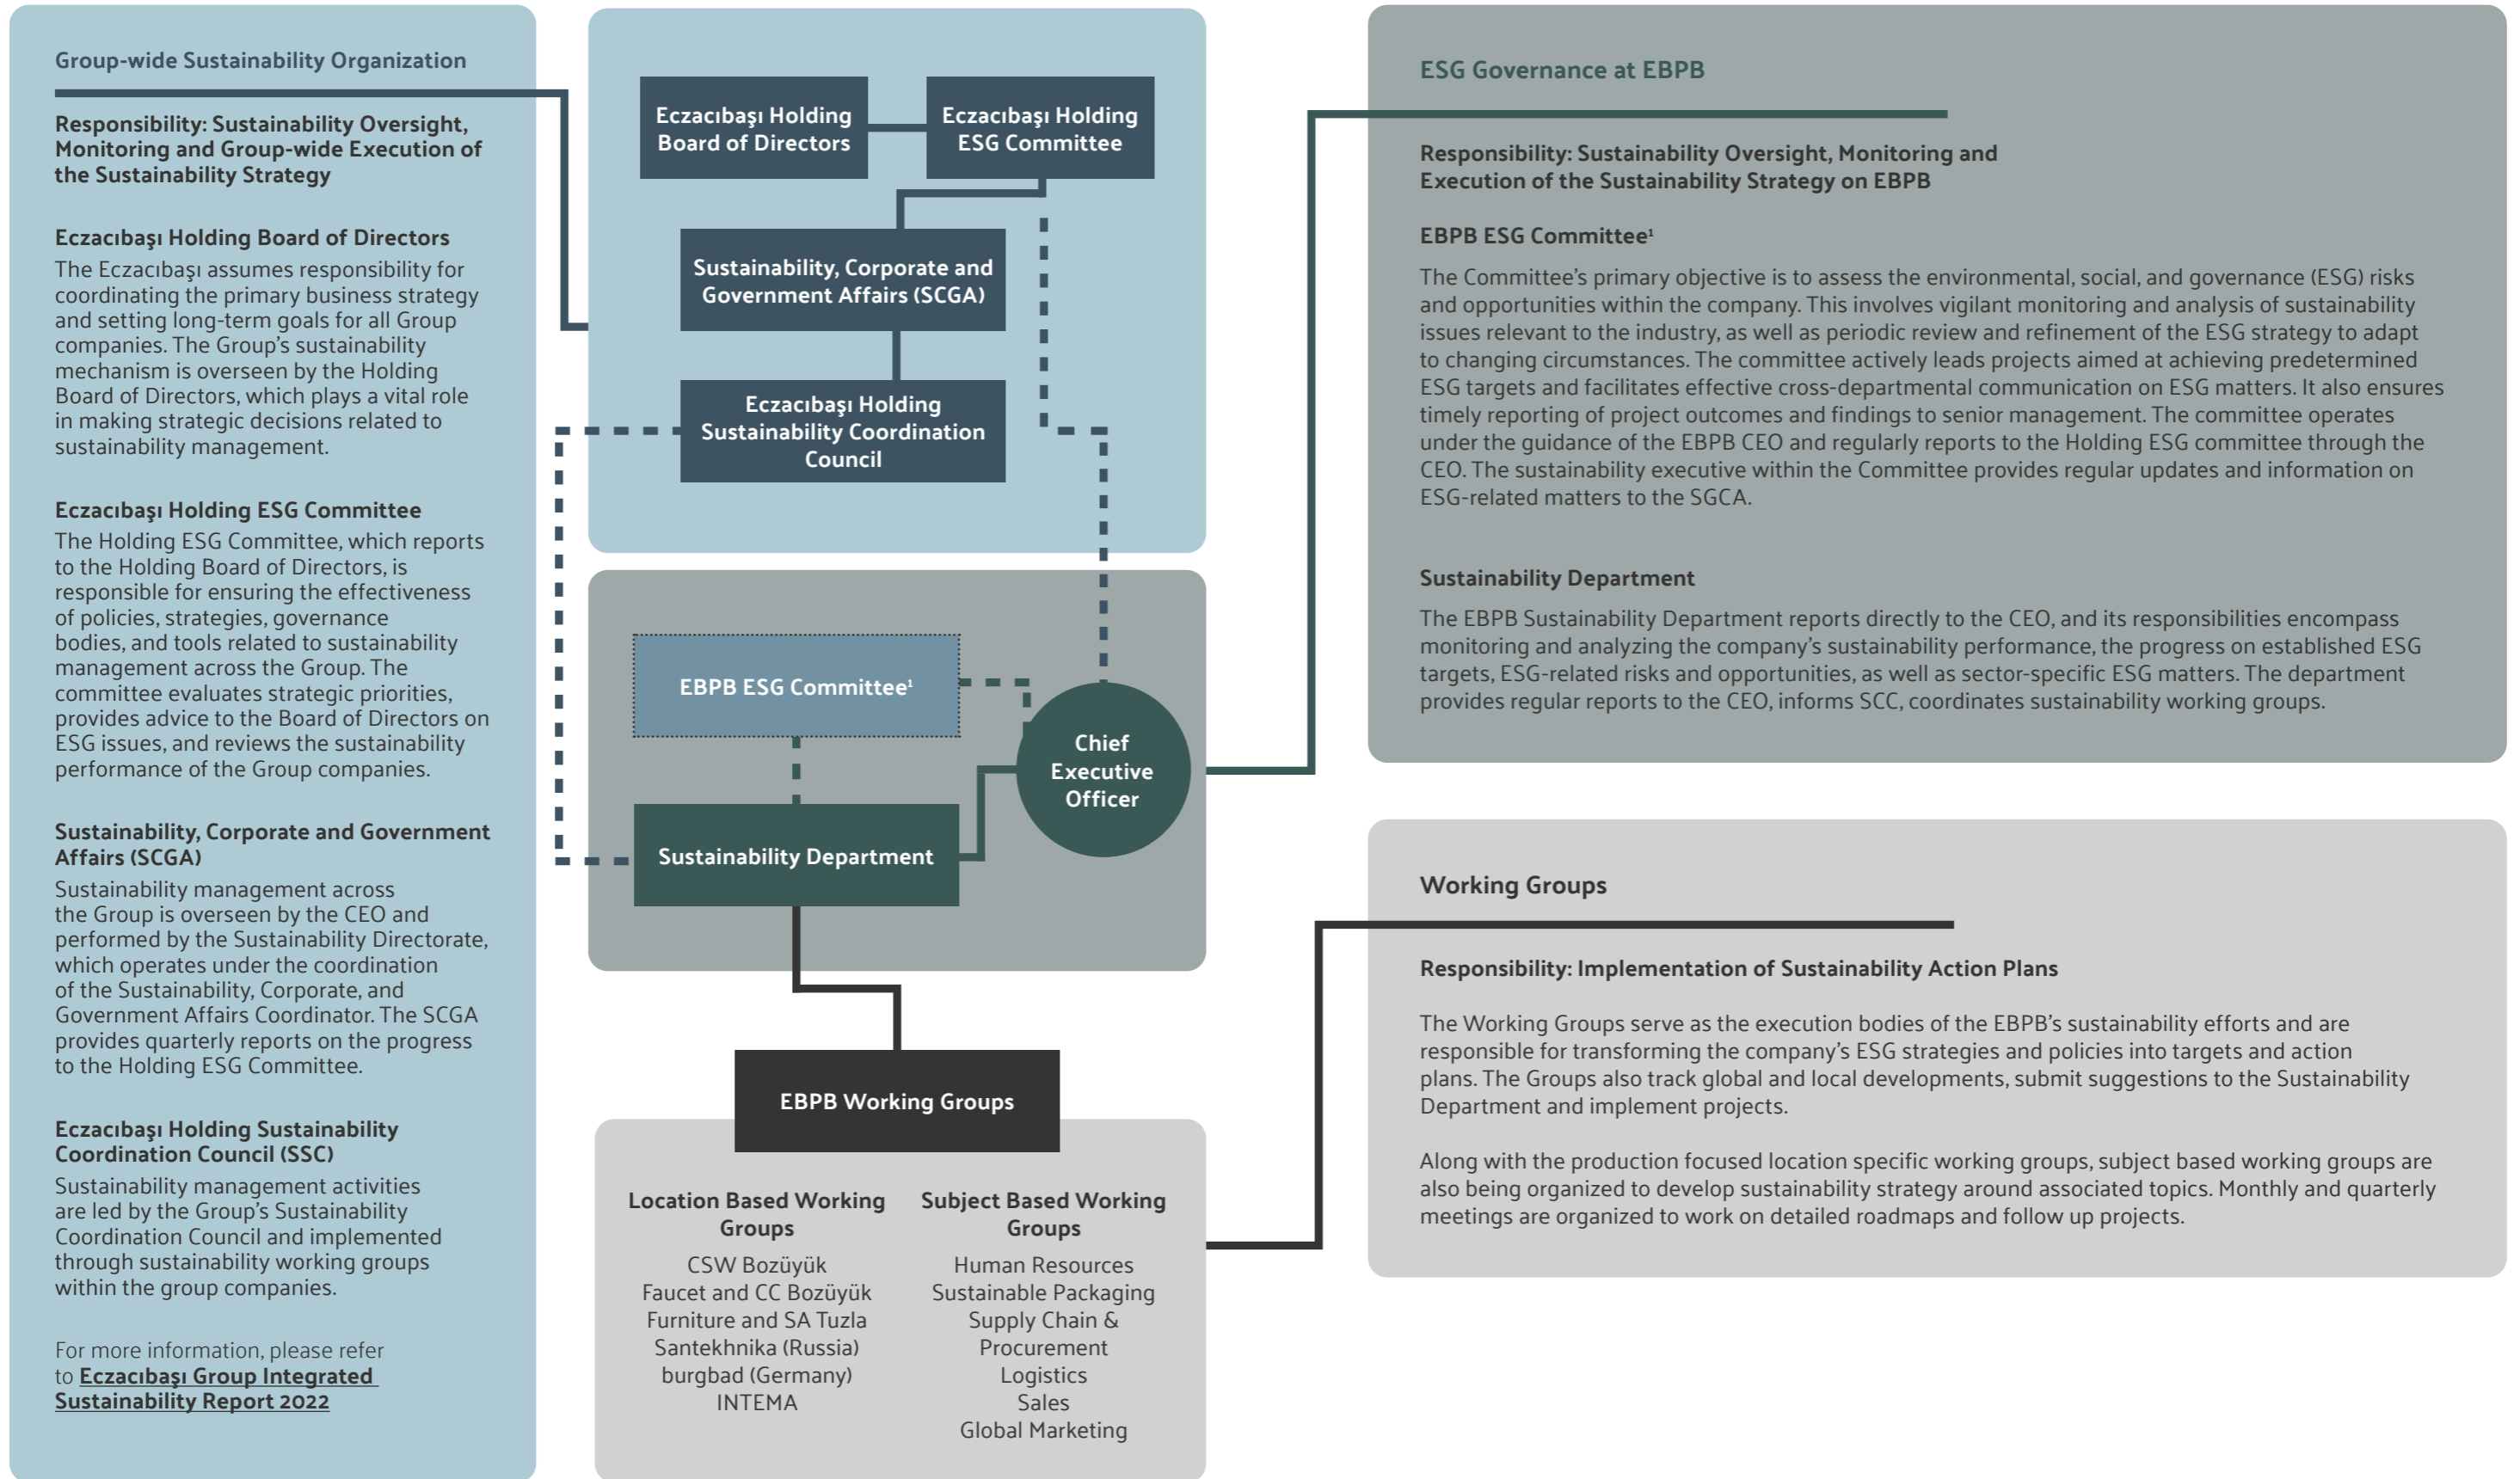 Group-wide Sustainability Organization
Responsibility: Sustainability Oversight,
Monitoring and Group-wide Execution of
the Sustainability Strategy
Eczacıbaşı Holding Board of Directors
The Eczacıbaşı assumes responsibility for
coordinating the primary business strategy
and setting long-term goals for all Group
companies. The Group's sustainability
mechanism is overseen by the Holding
Board of Directors, which plays a vital role
in making strategic decisions related to
sustainability management.
Eczacıbaşı Holding ESG Committee
The Holding ESG Committee, which reports
to the Holding Board of Directors, is
responsible for ensuring the effectiveness
of policies, strategies, governance
bodies, and tools related to sustainability
management across the Group. The
committee evaluates strategic priorities,
provides advice to the Board of Directors on
ESG issues, and reviews the sustainability
performance of the Group companies.
Sustainability, Corporate and Government
Affairs (SCGA)
Sustainability management across
the Group is overseen by the CEO and
performed by the Sustainability Directorate,
which operates under the coordination
of the Sustainability, Corporate, and
Government Affairs Coordinator. The SCGA
provides quarterly reports on the progress
to the Holding ESG Committee.
Eczacıbaşı Holding Sustainability
Coordination Council (SSC)
Sustainability management activities
are led by the Group's Sustainability
Coordination Council and implemented
through sustainability working groups
within the group companies.
For more information, please refer
to Eczacıbaşı Group Integrated
Sustainability Report 2022
Eczacıbaşı Holding
Board of Directors
Eczacıbaşı Holding
ESG Committee
Sustainability, Corporate and
Government Affairs (SCGA)
Eczacıbaşı Holding
Sustainability Coordination
Council
EBPB ESG Committee¹
Chief
Executive
Officer
Sustainability Department
EBPB Working Groups
Location Based Working
Groups
CSW Bozüyük
Faucet and CC Bozüyük
Furniture and SA Tuzla
Santekhnika (Russia)
burgbad (Germany)
INTEMA
Subject Based Working
Groups
Human Resources
Sustainable Packaging
Supply Chain &
Procurement
Logistics
Sales
Global Marketing
ESG Governance at EBPB
Responsibility: Sustainability Oversight, Monitoring and
Execution of the Sustainability Strategy on EBPB
EBPB ESG Committee¹
The Committee's primary objective is to assess the environmental, social, and governance (ESG) risks
and opportunities within the company. This involves vigilant monitoring and analysis of sustainability
issues relevant to the industry, as well as periodic review and refinement of the ESG strategy to adapt
to changing circumstances. The committee actively leads projects aimed at achieving predetermined
ESG targets and facilitates effective cross-departmental communication on ESG matters. It also ensures
timely reporting of project outcomes and findings to senior management. The committee operates
under the guidance of the EBPB CEO and regularly reports to the Holding ESG committee through the
CEO. The sustainability executive within the Committee provides regular updates and information on
ESG-related matters to the SGCA.
Sustainability Department
The EBPB Sustainability Department reports directly to the CEO, and its responsibilities encompass
monitoring and analyzing the company's sustainability performance, the progress on established ESG
targets, ESG-related risks and opportunities, as well as sector-specific ESG matters. The department
provides regular reports to the CEO, informs SCC, coordinates sustainability working groups.
Working Groups
Responsibility: Implementation of Sustainability Action Plans
The Working Groups serve as the execution bodies of the EBPB's sustainability efforts and are
responsible for transforming the company's ESG strategies and policies into targets and action
plans. The Groups also track global and local developments, submit suggestions to the Sustainability
Department and implement projects.
Along with the production focused location specific working groups, subject based working groups are
also being organized to develop sustainability strategy around associated topics. Monthly and quarterly
meetings are organized to work on detailed roadmaps and follow up projects.